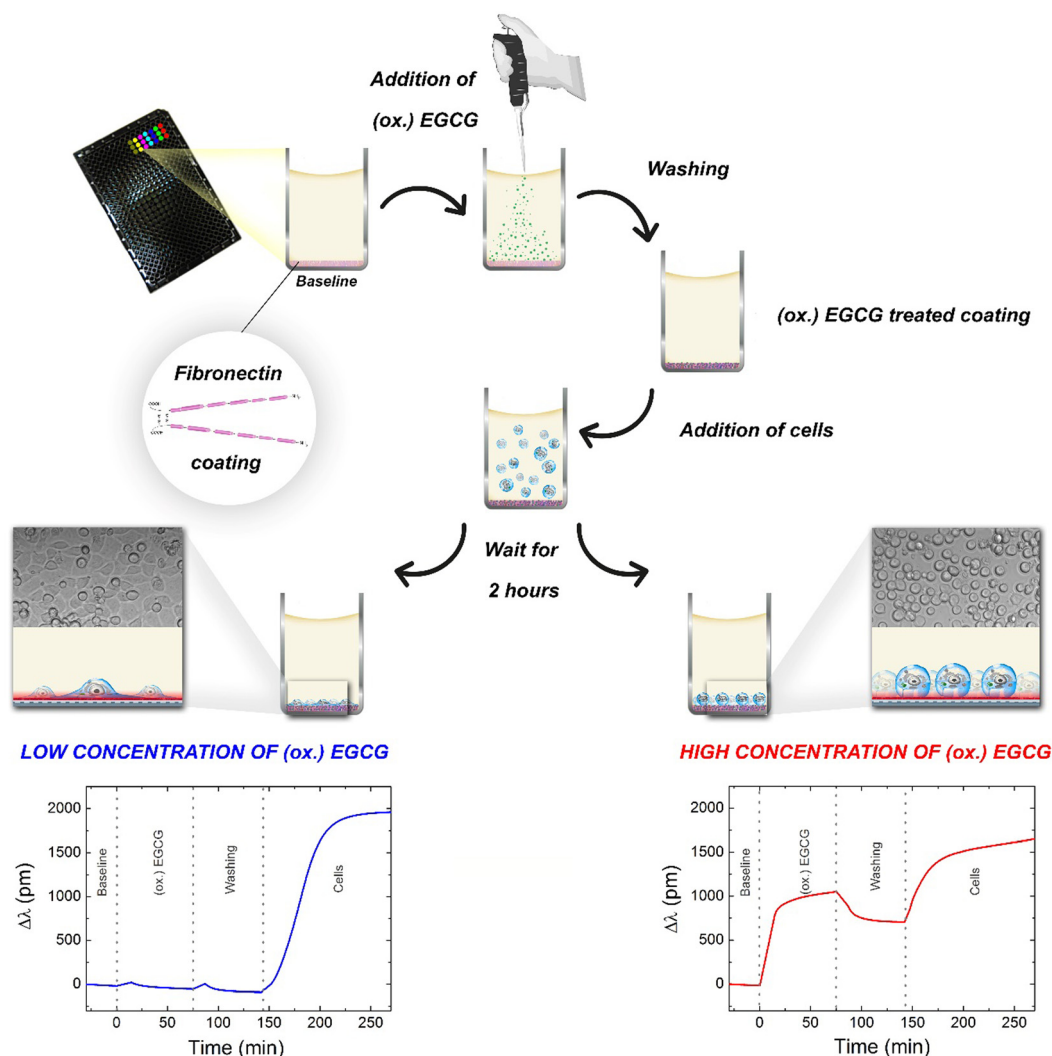 Addition of
(ox.) EGCG
Washing
Baseline
(ox.) EGCG treated coating
Fibronectin
coating
Addition of cells
Wait for
2 hours
LOW CONCENTRATION OF (ox.) EGCG
HIGH CONCENTRATION OF (ox.) EGCG
2000
1500
1000
500
0
Δλ (pm)
Baseline
(ox.) EGCG
Washing
Cells
0 50 100 150 200 250
Time (min)
2000
1500
1000
500
0
Δλ (pm)
Baseline
(ox.) EGCG
Washing
Cells
0 50 100 150 200 250
Time (min)